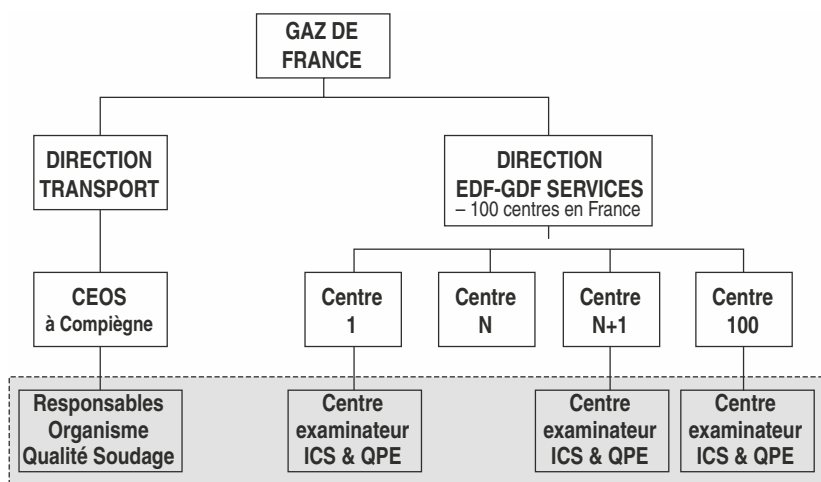 GAZ DE
FRANCE
DIRECTION
TRANSPORT
DIRECTION
EDF-GDF SERVICES
– 100 centres en France
CEOS
à Compiègne
Centre
1
Centre
N
Centre
N+1
Centre
100
Responsables
Organisme
Qualité Soudage
Centre
examinateur
ICS & QPE
Centre
examinateur
ICS & QPE
Centre
examinateur
ICS & QPE